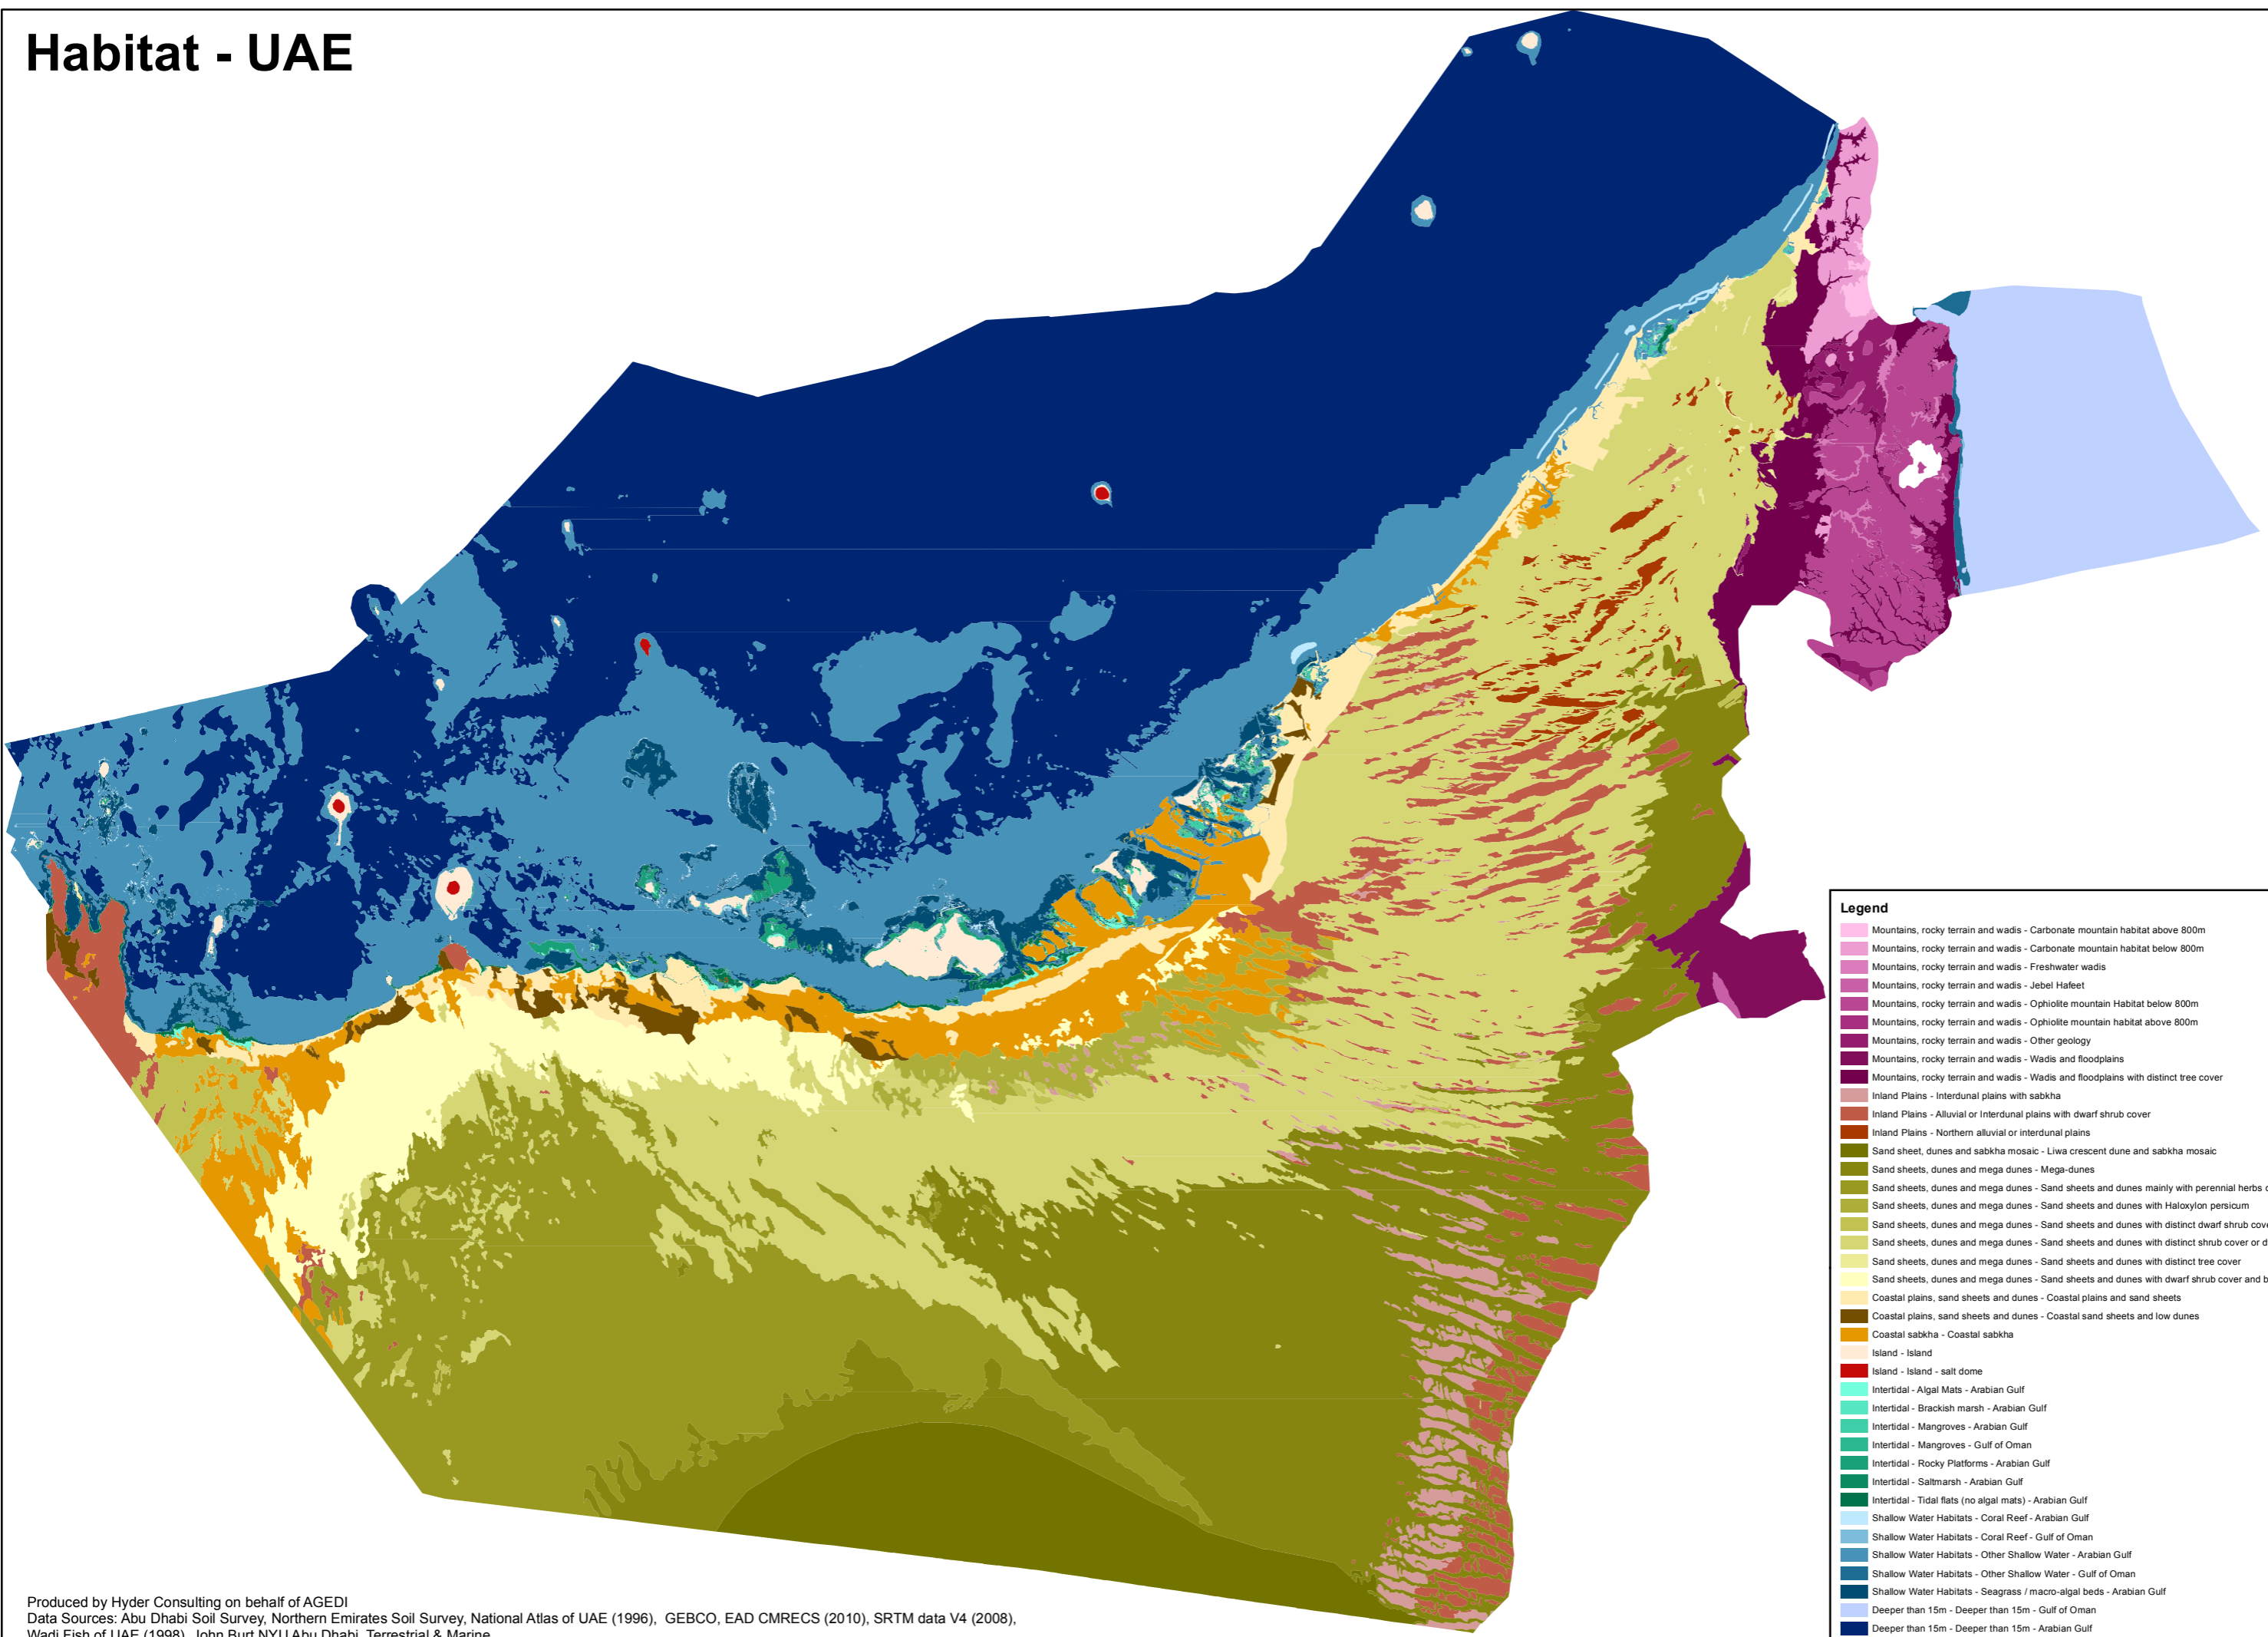 Habitat - UAE
Legend
Mountains, rocky terrain and wadis - Carbonate mountain habitat above 800m
Mountains, rocky terrain and wadis - Carbonate mountain habitat below 800m
Mountains, rocky terrain and wadis - Freshwater wadis
Mountains, rocky terrain and wadis - Jebel Hafeet
Mountains, rocky terrain and wadis - Ophiolite mountain Habitat below 800m
Mountains, rocky terrain and wadis - Ophiolite mountain habitat above 800m
Mountains, rocky terrain and wadis - Other geology
Mountains, rocky terrain and wadis - Wadis and floodplains
Mountains, rocky terrain and wadis - Wadis and floodplains with distinct tree cover
Inland Plains - Interdunal plains with sabkha
Inland Plains - Alluvial or Interdunal plains with dwarf shrub cover
Inland Plains - Northern alluvial or interdunal plains
Sand sheet, dunes and sabkha mosaic - Liwa crescent dune and sabkha mosaic
Sand sheets, dunes and mega dunes - Mega-dunes
Sand sheets, dunes and mega dunes - Sand sheets and dunes mainly with perennial herbs
Sand sheets, dunes and mega dunes - Sand sheets and dunes with Haloxylon persicum
Sand sheets, dunes and mega dunes - Sand sheets and dunes with distinct dwarf shrub
Sand sheets, dunes and mega dunes - Sand sheets and dunes with distinct shrub cover or
Sand sheets, dunes and mega dunes - Sand sheets and dunes with distinct tree cover
Sand sheets, dunes and mega dunes - Sand sheets and dunes with dwarf shrub cover and
Coastal plains, sand sheets and dunes - Coastal plains and sand sheets
Coastal plains, sand sheets and dunes - Coastal sand sheets and low dunes
Coastal sabkha - Coastal sabkha
Island - Island
Island - Island - salt dome
Intertidal - Algal Mats - Arabian Gulf
Intertidal - Brackish marsh - Arabian Gulf
Intertidal - Mangroves - Arabian Gulf
Intertidal - Mangroves - Gulf of Oman
Intertidal - Rocky Platforms - Arabian Gulf
Intertidal - Saltmarsh - Arabian Gulf
Intertidal - Tidal flats (no algal mats) - Arabian Gulf
Shallow Water Habitats - Coral Reef - Arabian Gulf
Shallow Water Habitats - Coral Reef - Gulf of Oman
Shallow Water Habitats - Other Shallow Water - Arabian Gulf
Shallow Water Habitats - Other Shallow Water - Gulf of Oman
Shallow Water Habitats - Seagrass / macro-algal beds - Arabian Gulf
Deeper than 15m - Deeper than 15m - Gulf of Oman
Deeper than 15m - Deeper than 15m - Arabian Gulf
Produced by Hyder Consulting on behalf of AGEDI
Data Sources: Abu Dhabi Soil Survey, Northern Emirates Soil Survey, National Atlas of UAE (1996), GEBCO, EAD CMRECS (2010), SRTM data V4 (2008),
Wadi Fish of UAE (1998), John Burt NYU Abu Dhabi, Terrestrial & Marine